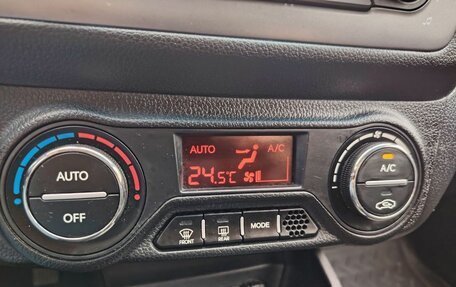 AUTO
A/C
24.5°C
AUTO
OFF
A/C
FRONT
REAR
MODE